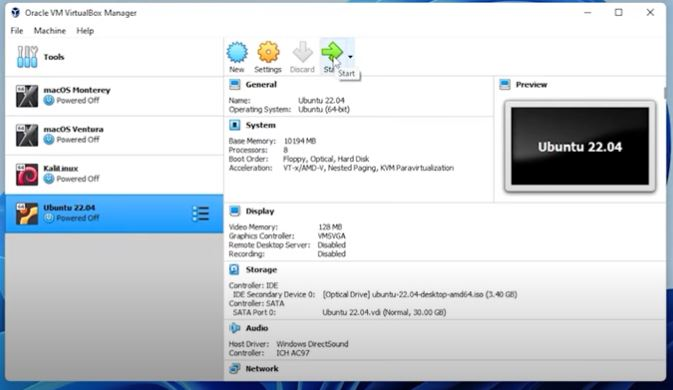 Oracle VM VirtualBox Manager
File Machine Help
Tools
New Settings Discard Start
Start
macOS Monterey
Powered Off
macOS Ventura
Powered Off
KaliLinux
Powered Off
Ubuntu 22.04
Powered Off
General
Name: Ubuntu 22.04
Operating System: Ubuntu (64-bit)
System
Base Memory: 10194 MB
Processors: 8
Boot Order: Floppy, Optical, Hard Disk
Acceleration: VT-x/AMD-V, Nested Paging, KVM Paravirtualization
Preview
Ubuntu 22.04
Display
Video Memory: 128 MB
Graphics Controller: VMSVGA
Remote Desktop Server: Disabled
Recording: Disabled
Storage
Controller: IDE
IDE Secondary Device 0: [Optical Drive] ubuntu-22.04-desktop-amd64.iso (3.40 GB)
Controller: SATA
SATA Port 0: Ubuntu 22.04.vdi (Normal, 30.00 GB)
Audio
Host Driver: Windows DirectSound
Controller: ICH AC97
Network